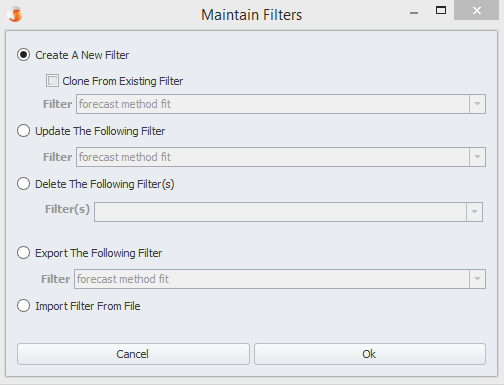 Maintain Filters
Create A New Filter
Clone From Existing Filter
Filter forecast method fit
Update The Following Filter
Filter forecast method fit
Delete The Following Filter(s)
Filter(s)
Export The Following Filter
Filter forecast method fit
Import Filter From File
Cancel Ok